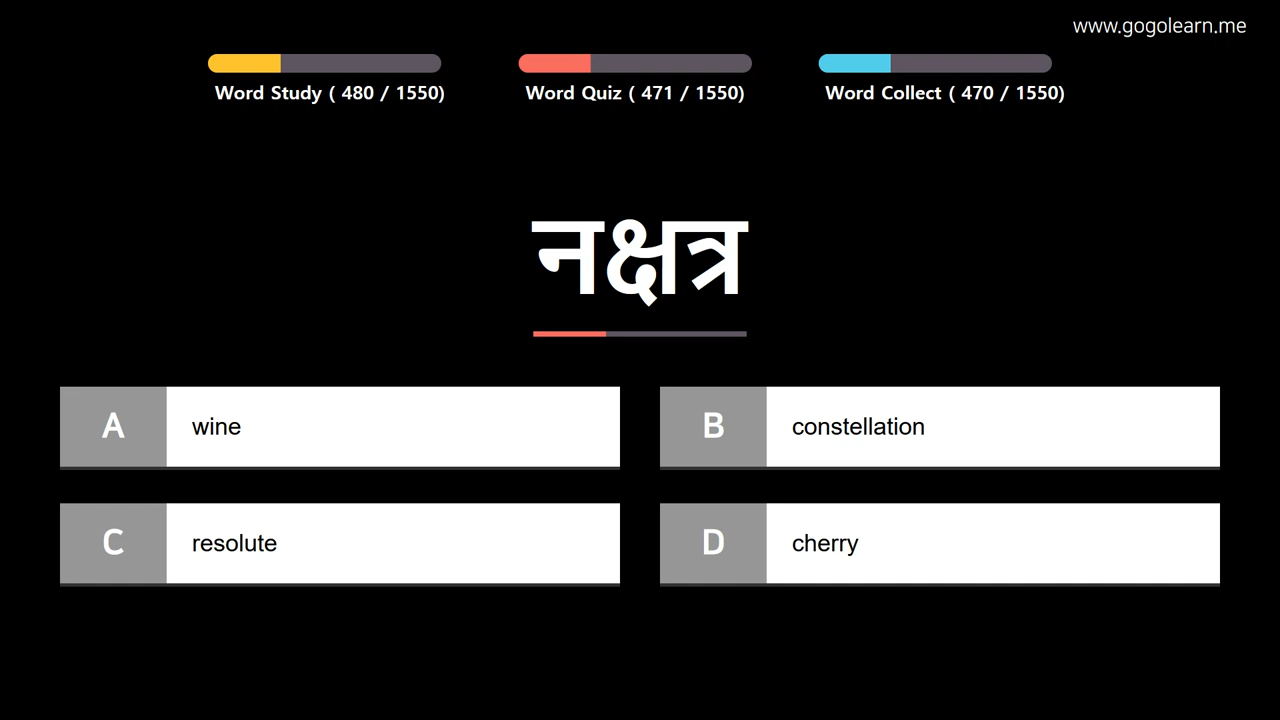 www.gogolearn.me
Word Study ( 480 / 1550)
Word Quiz ( 471 / 1550)
Word Collect ( 470 / 1550)
नक्षत्र
A wine
B constellation
C resolute
D cherry